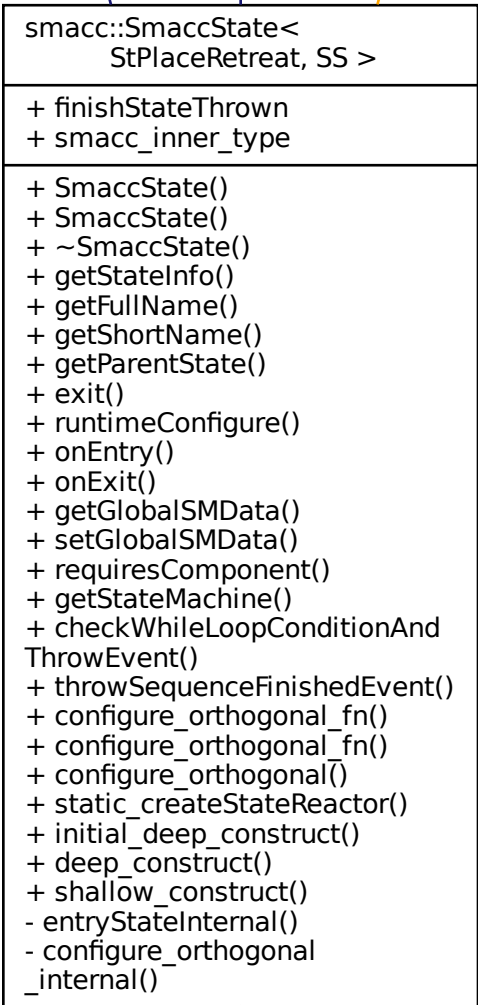 smacc::SmaccState<
StPlaceRetreat, SS >
+ finishStateThrown
+ smacc_inner_type
+ SmaccState()
+ SmaccState()
+ ~SmaccState()
+ getStateInfo()
+ getFullName()
+ getShortName()
+ getParentState()
+ exit()
+ runtimeConfigure()
+ onEntry()
+ onExit()
+ getGlobalSMData()
+ setGlobalSMData()
+ requiresComponent()
+ getStateMachine()
+ checkWhileLoopConditionAnd
ThrowEvent()
+ throwSequenceFinishedEvent()
+ configure_orthogonal_fn()
+ configure_orthogonal_fn()
+ configure_orthogonal()
+ static_createStateReactor()
+ initial_deep_construct()
+ deep_construct()
+ shallow_construct()
- entryStateInternal()
- configure_orthogonal
_internal()